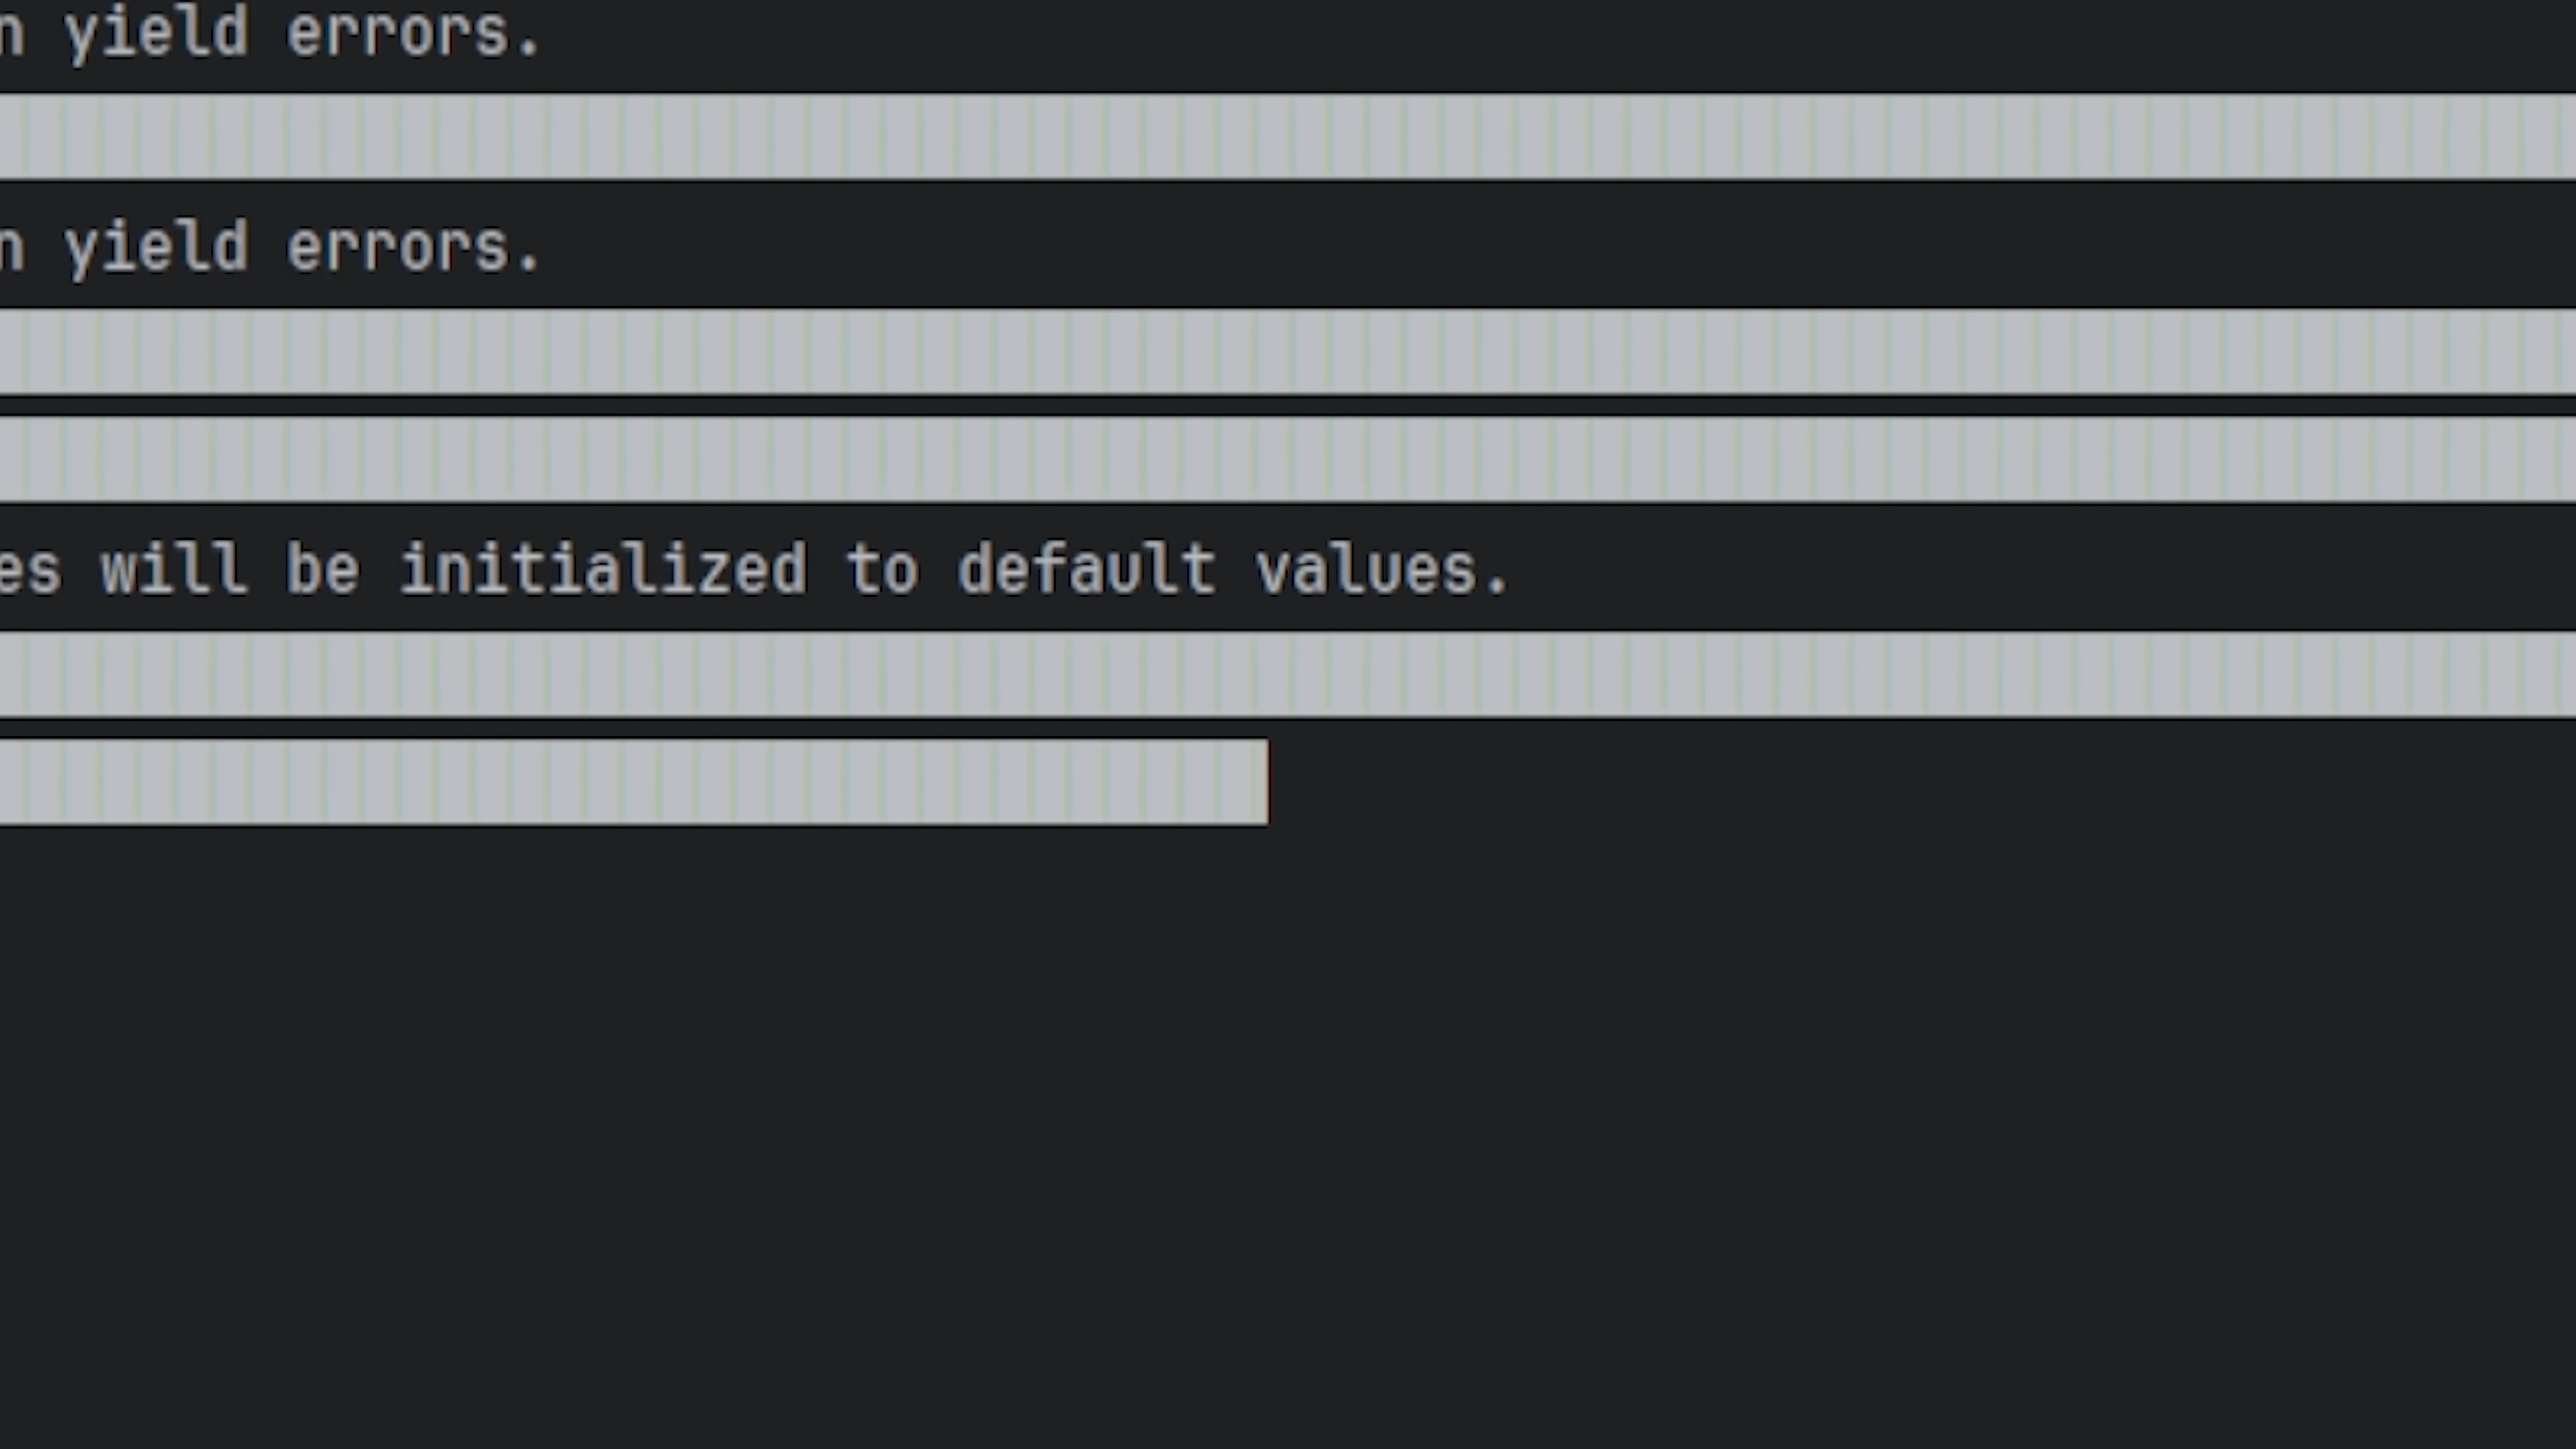 n yield errors.
n yield errors.
es will be initialized to default values.